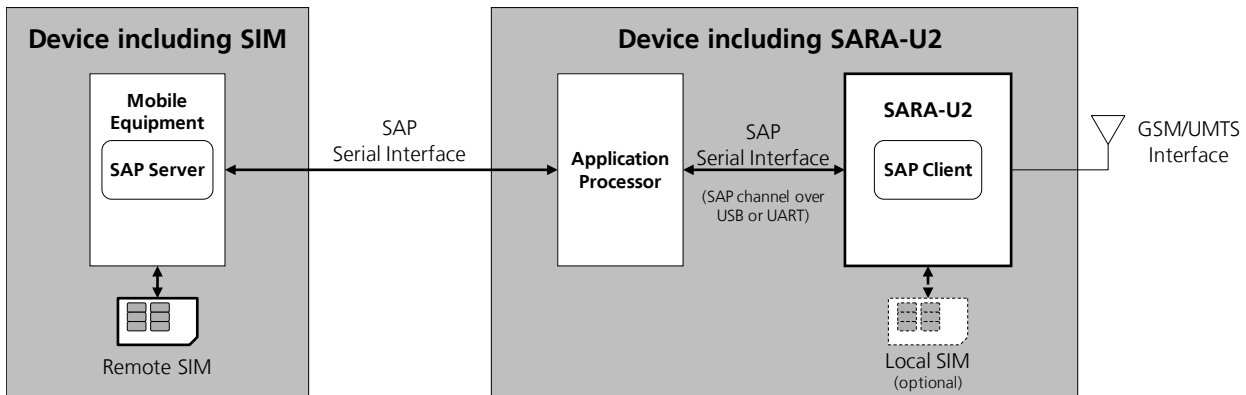 Device including SIM
Mobile
Equipment
SAP Server
Remote SIM
SAP
Serial Interface
Device including SARA-U2
Application
Processor
SAP
Serial Interface
(SAP channel over
USB or UART)
SARA-U2
SAP Client
Local SIM
(optional)
GSM/UMTS
Interface